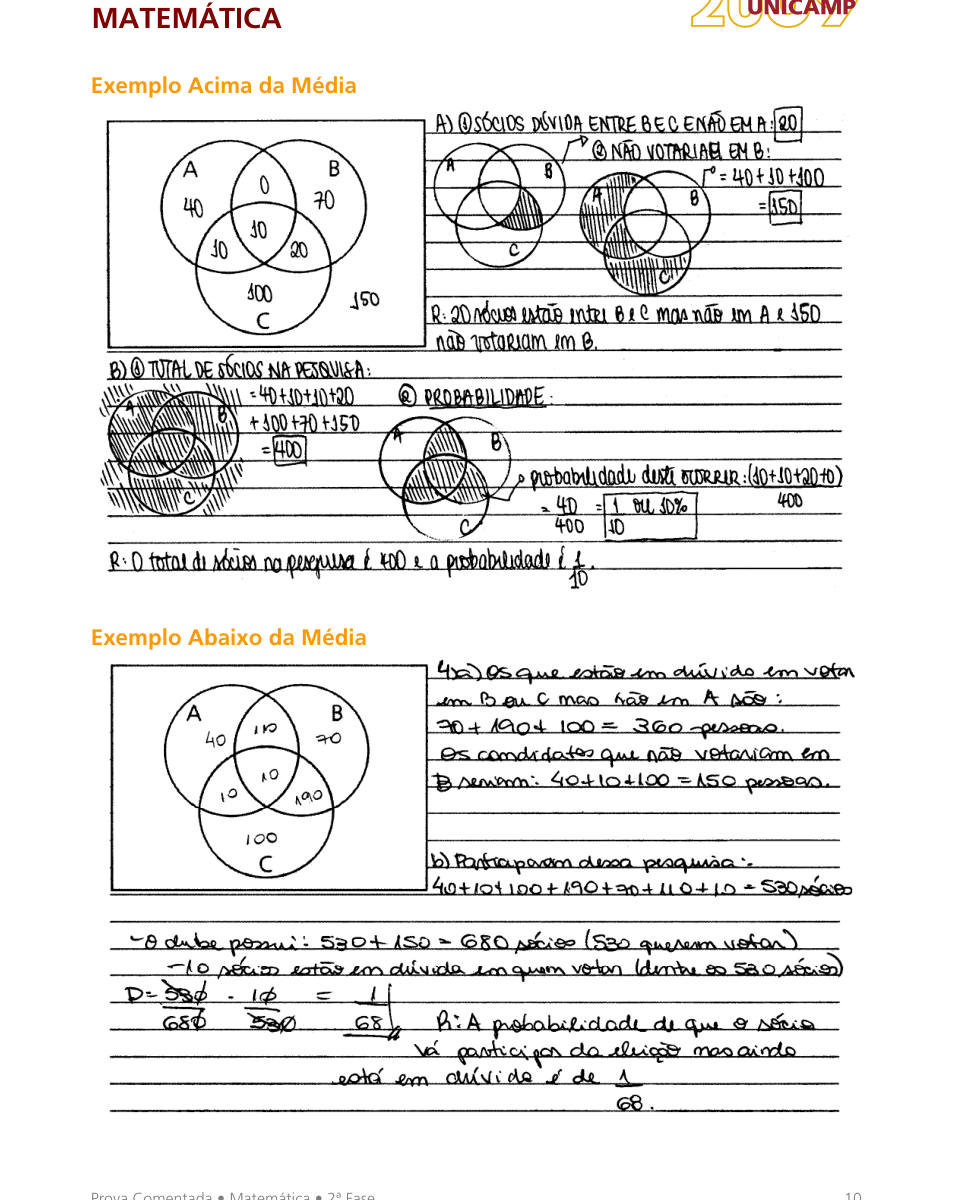 MATEMÁTICA
2009
UNICAMP
Exemplo Acima da Média
A
B
0
40
70
10
10
20
100
C
150
A) ① SÓCIOS DÚVIDA ENTRE B E C E NÃO EM A: 20
A
B
C
② NÃO VOTARIAM EM B:
A
B
C
= 40+10+100
= 150
R: 20 sócios estão entre B e C mas não em A e 150
não votariam em B.
B) ① TOTAL DE SÓCIOS NA PESQUISA:
A
B
C
= 40+10+10+20
+ 100 +70 +150
= 400
② PROBABILIDADE:
A
B
C
probabilidade deste ocorrer: (10+10+20+0)
400
= 40 = 1 ou 10%
400 10
R: O total de sócios na pesquisa é 400 e a probabilidade é 1
10.
Exemplo Abaixo da Média
A
B
40
110
70
10
10
190
100
C
4)a) Os que estão em dúvida em votar
em B ou C mas não em A são:
70+ 190+ 100 = 360 pessoas.
Os candidatos que não votariam em
B seriam: 40+10+100 = 150 pessoas.
b) Participaram dessa pesquisa:
40+10+100+190+70+110+10 = 530 sócios
- O clube possui: 530 + 150 = 680 sócios (530 querem votar)
- 10 sócios estão em dúvida em quem votar (dentre os 530 sócios)
P= 530 . 10 = 1
680 530 68
R: A probabilidade de que o sócio
vá participar da eleição mas ainda
está em dúvida é de 1
68.
Prova Comentada • Matemática • 2ª Fase
10